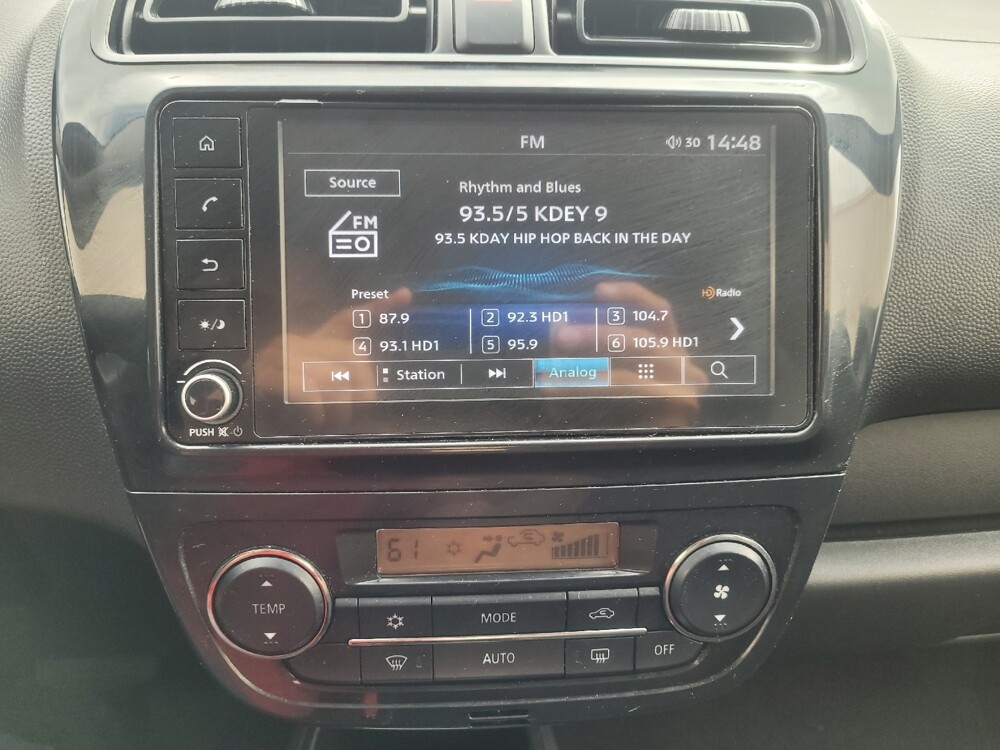 FM
30 14:48
Source
Rhythm and Blues
93.5/5 KDEY 9
FM
93.5 KDAY HIP HOP BACK IN THE DAY
Preset
HD Radio
1 87.9
2 92.3 HD1
3 104.7
4 93.1 HD1
5 95.9
6 105.9 HD1
Station
Analog
PUSH
61
TEMP
MODE
AUTO
OFF